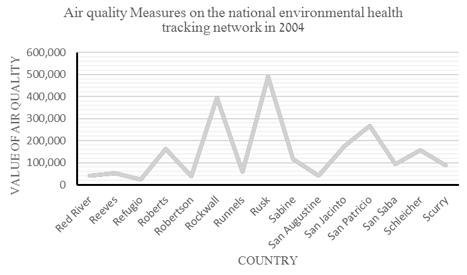 Air quality Measures on the national environmental health
tracking network in 2004
VALUE OF AIR QUALITY
600,000
500,000
400,000
300,000
200,000
100,000
0
Red River
Reeves
Refugio
Roberts
Robertson
Rockwall
Runnels
Rusk
Sabine
San Augustine
San Jacinto
San Patricio
San Saba
Schleicher
Scurry
COUNTRY